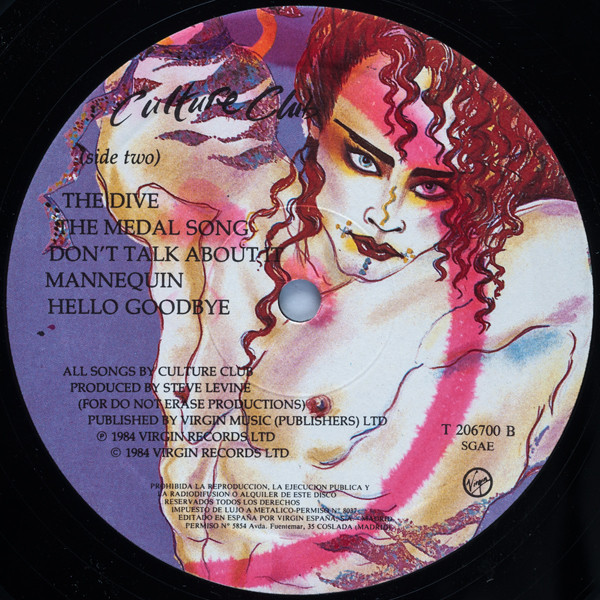 Culture Club
(side two)
THE DIVE
THE MEDAL SONG
DON'T TALK ABOUT IT
MANNEQUIN
HELLO GOODBYE
ALL SONGS BY CULTURE CLUB
PRODUCED BY STEVE LEVINE
(FOR DO NOT ERASE PRODUCTIONS)
PUBLISHED BY VIRGIN MUSIC (PUBLISHERS) LTD
℗ 1984 VIRGIN RECORDS LTD
© 1984 VIRGIN RECORDS LTD
T 206700 B
SGAE
Virgin
PROHIBIDA LA REPRODUCCION, LA EJECUCION PUBLICA Y
LA RADIODIFUSION O ALQUILER DE ESTE DISCO
RESERVADOS TODOS LOS DERECHOS
IMPUESTO DE LUJO A METALICO-PERMISO Nº 8037
EDITADO EN ESPAÑA POR VIRGIN ESPAÑA, S.A. - MADRID
PERMISO Nº 5854 Avda. Fuentemar, 35 COSLADA (MADRID)